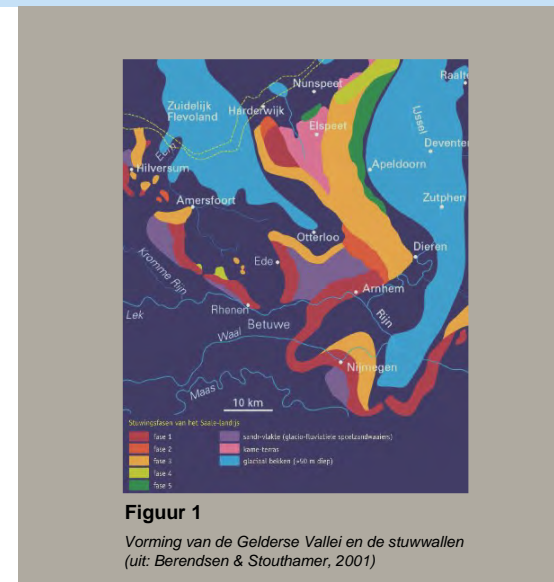 Nunspeet
Raalte
Zuidelijk
Flevoland
Harderwijk
IJssel
Elspeet
Deventer
Eem
Hilversum
Apeldoorn
Amersfoort
Zutphen
Otterloo
Dieren
Kromme Rijn
Ede
Arnhem
Rhenen
Rijn
Lek
Betuwe
Waal
Nijmegen
Maas
10 km
Stuwingsfasen van het Saale-landijs
fase 1
fase 2
fase 3
fase 4
fase 5
sandr-vlakte (glacio-fluviatiele spoelzandwaaiers)
kame-terras
glaciaal bekken (>50 m diep)
Figuur 1
Vorming van de Gelderse Vallei en de stuwwallen
(uit: Berendsen & Stouthamer, 2001)